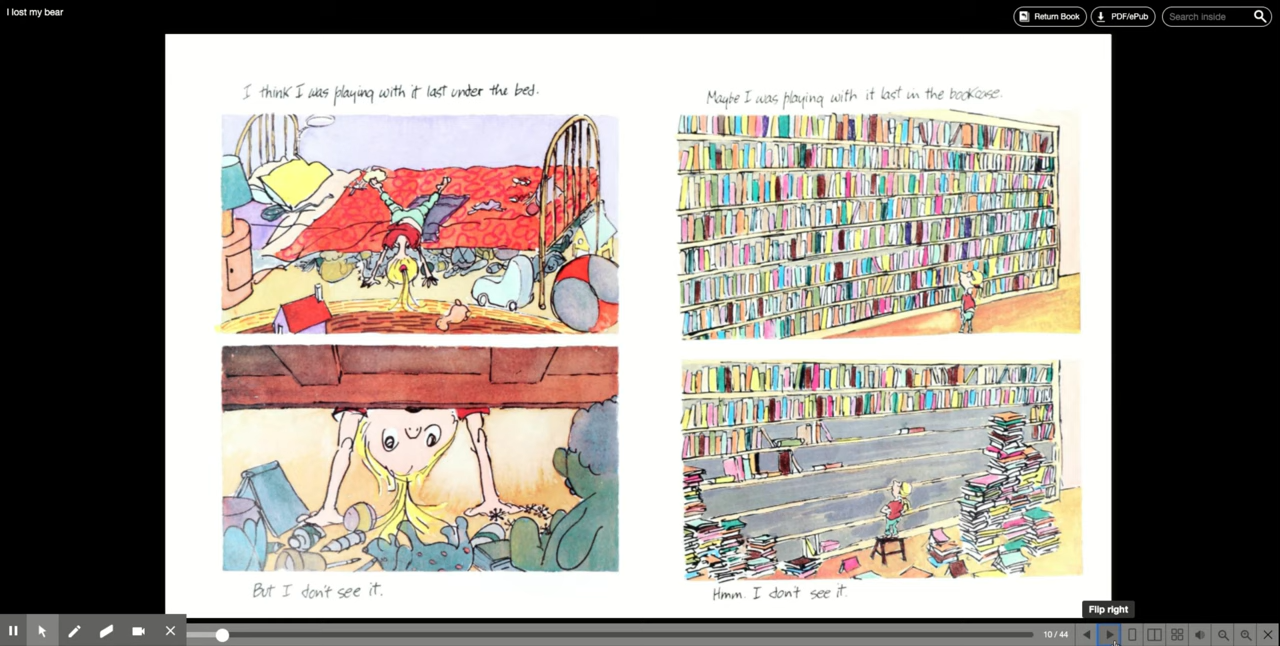 I lost my bear
Return Book
PDF/ePub
Search inside
I think I was playing with it last under the bed.
But I don't see it.
Maybe I was playing with it last in the bookcase.
Hmm. I don't see it.
Flip right
10 / 44